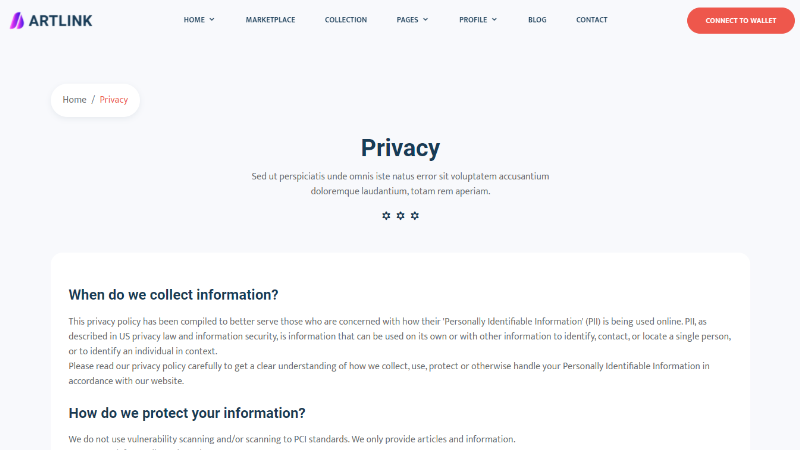 ARTLINK
HOME
MARKETPLACE
COLLECTION
PAGES
PROFILE
BLOG
CONTACT
CONNECT TO WALLET
Home / Privacy
Privacy
Sed ut perspiciatis unde omnis iste natus error sit voluptatem accusantium
doloremque laudantium, totam rem aperiam.
When do we collect information?
This privacy policy has been compiled to better serve those who are concerned with how their 'Personally Identifiable Information' (PII) is being used online. PII, as
described in US privacy law and information security, is information that can be used on its own or with other information to identify, contact, or locate a single person,
or to identify an individual in context.
Please read our privacy policy carefully to get a clear understanding of how we collect, use, protect or otherwise handle your Personally Identifiable Information in
accordance with our website.
How do we protect your information?
We do not use vulnerability scanning and/or scanning to PCI standards. We only provide articles and information.